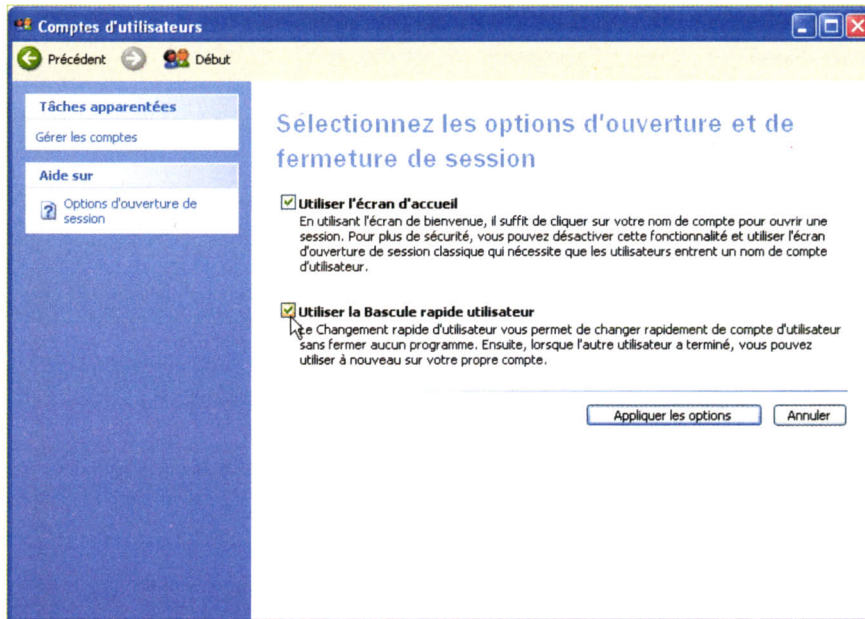 Comptes d'utilisateurs
Précédent
Début
Tâches apparentées
Gérer les comptes
Aide sur
Options d'ouverture de
session
Sélectionnez les options d'ouverture et de
fermeture de session
Utiliser l'écran d'accueil
En utilisant l'écran de bienvenue, il suffit de cliquer sur votre nom de compte pour ouvrir une
session. Pour plus de sécurité, vous pouvez désactiver cette fonctionnalité et utiliser l'écran
d'ouverture de session classique qui nécessite que les utilisateurs entrent un nom de compte
d'utilisateur.
Utiliser la Bascule rapide utilisateur
Le Changement rapide d'utilisateur vous permet de changer rapidement de compte d'utilisateur
sans fermer aucun programme. Ensuite, lorsque l'autre utilisateur a terminé, vous pouvez
utiliser à nouveau sur votre propre compte.
Appliquer les options
Annuler